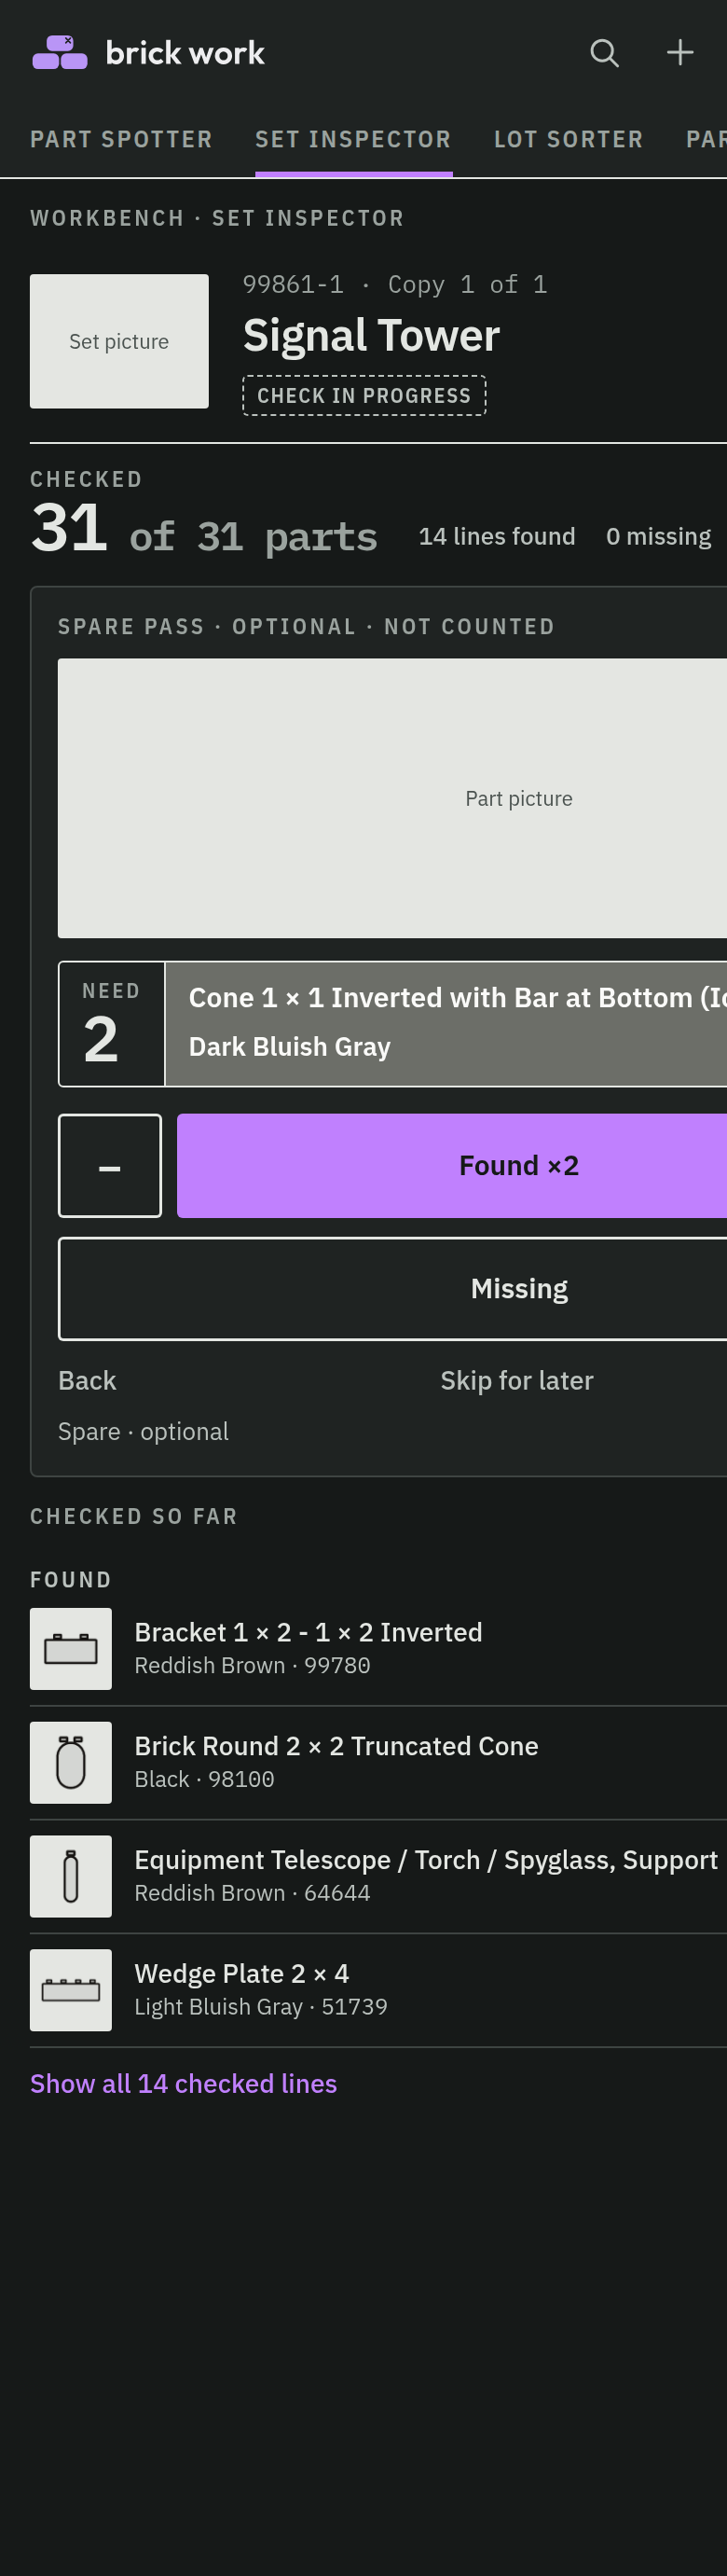 brick work
PART SPOTTER SET INSPECTOR LOT SORTER PAR
WORKBENCH · SET INSPECTOR
Set picture
99861-1 · Copy 1 of 1
Signal Tower
CHECK IN PROGRESS
CHECKED
31 of 31 parts 14 lines found 0 missing
SPARE PASS · OPTIONAL · NOT COUNTED
Part picture
NEED
2
Cone 1 × 1 Inverted with Bar at Bottom (Ic
Dark Bluish Gray
– Found ×2
Missing
Back Skip for later
Spare · optional
CHECKED SO FAR
FOUND
Bracket 1 × 2 - 1 × 2 Inverted
Reddish Brown · 99780
Brick Round 2 × 2 Truncated Cone
Black · 98100
Equipment Telescope / Torch / Spyglass, Support
Reddish Brown · 64644
Wedge Plate 2 × 4
Light Bluish Gray · 51739
Show all 14 checked lines